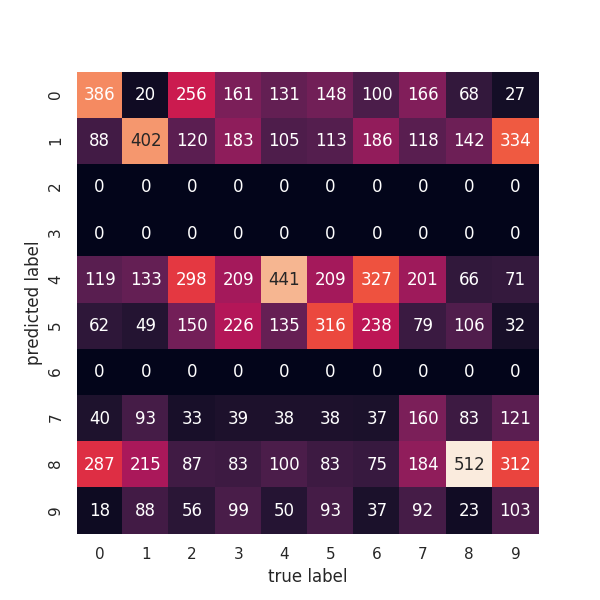 0 386 20 256 161 131 148 100 166 68 27
1 88 402 120 183 105 113 186 118 142 334
2 0 0 0 0 0 0 0 0 0 0
3 0 0 0 0 0 0 0 0 0 0
4 119 133 298 209 441 209 327 201 66 71
5 62 49 150 226 135 316 238 79 106 32
6 0 0 0 0 0 0 0 0 0 0
7 40 93 33 39 38 38 37 160 83 121
8 287 215 87 83 100 83 75 184 512 312
9 18 88 56 99 50 93 37 92 23 103
0 1 2 3 4 5 6 7 8 9
true label
predicted label